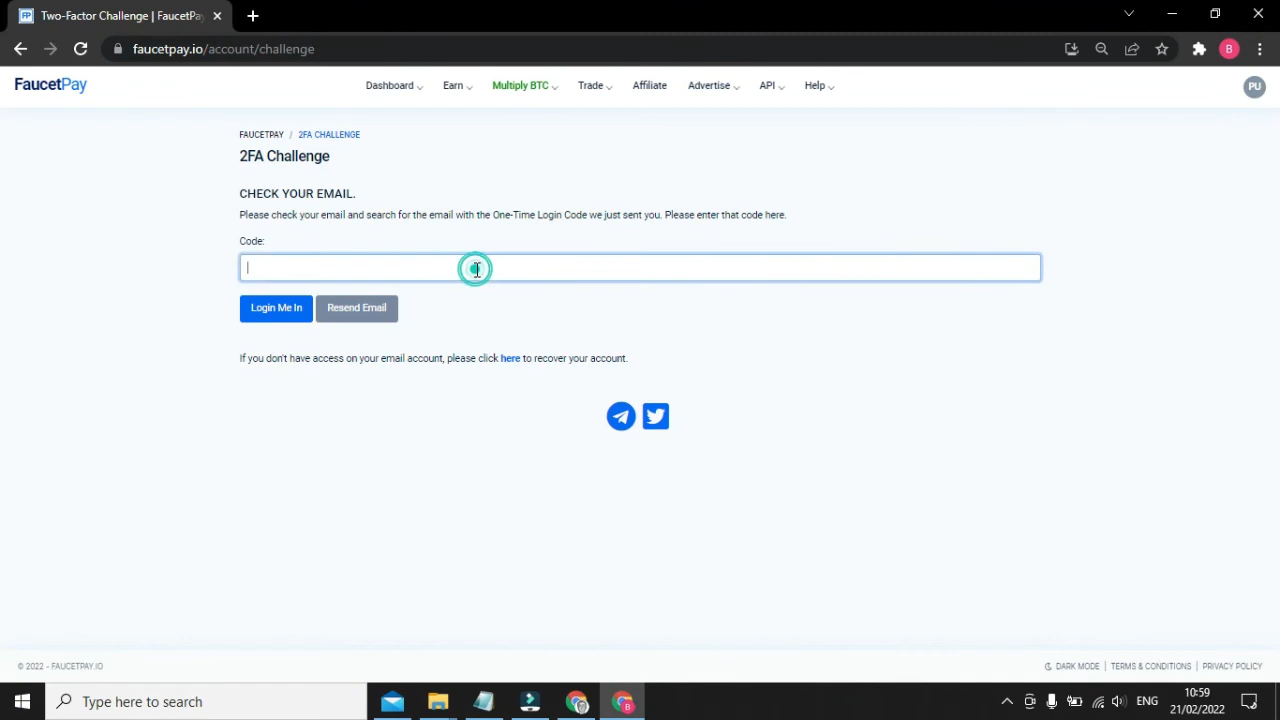 Two-Factor Challenge | FaucetPay
faucetpay.io/account/challenge
B
FaucetPay
Dashboard Earn Multiply BTC Trade Affiliate Advertise API Help
PU
FAUCETPAY / 2FA CHALLENGE
2FA Challenge
CHECK YOUR EMAIL.
Please check your email and search for the email with the One-Time Login Code we just sent you. Please enter that code here.
Code:
Login Me In Resend Email
If you don't have access on your email account, please click here to recover your account.
© 2022 - FAUCETPAY.IO
DARK MODE | TERMS & CONDITIONS | PRIVACY POLICY
Type here to search
ENG
10:59
21/02/2022